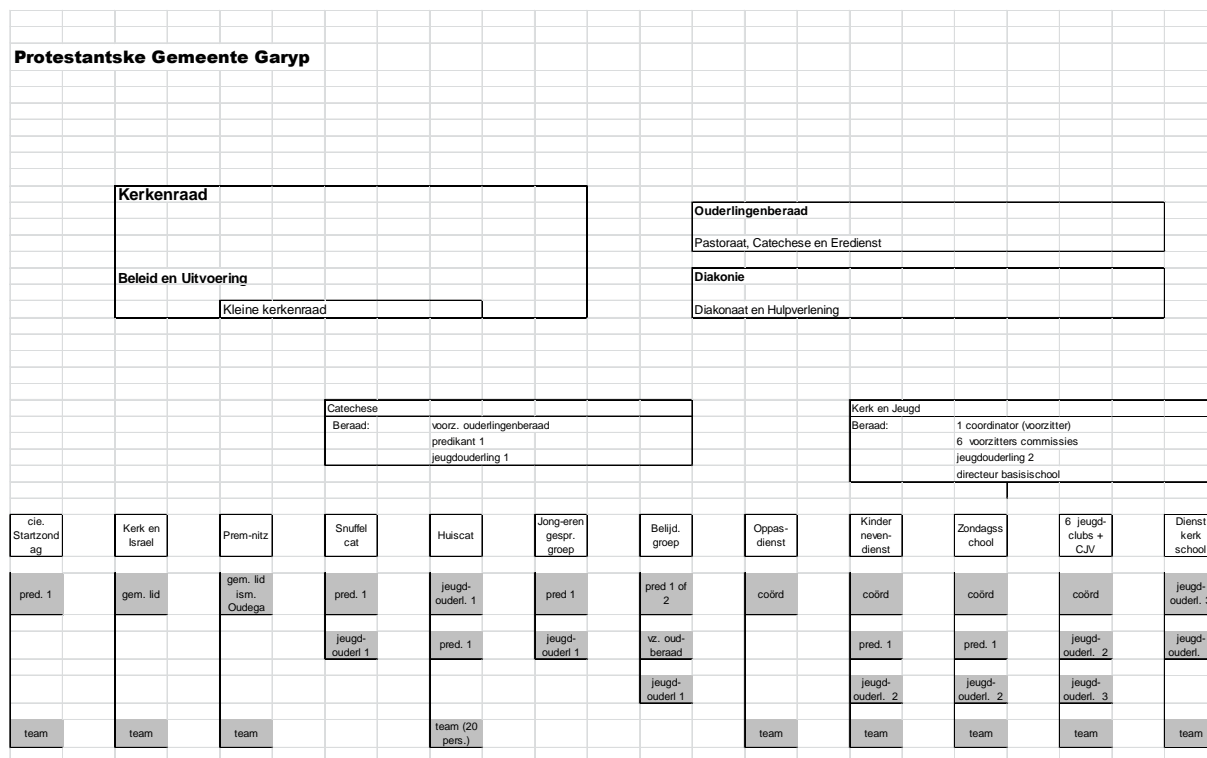 Protestantske Gemeente Garyp
Kerkenraad
Ouderlingenberaad
Pastoraat, Catechese en Eredienst
Beleid en Uitvoering
Diakonie
Kleine kerkenraad
Diakonaat en Hulpverlening
Catechese
Beraad: voorz. ouderlingenberaad
predikant 1
jeugdouderling 1
Kerk en Jeugd
Beraad: 1 coordinator (voorzitter)
6 voorzitters commissies
jeugdouderling 2
directeur basisischool
cie.
Startzond
ag
Kerk en
Israel
Prem-nitz
Snuffel
cat
Huiscat
Jong-eren
gespr.
groep
Belijd.
groep
Oppas-
dienst
Kinder
neven-
dienst
Zondagss
chool
6 jeugd-
clubs +
CJV
Dienst
kerk
school
pred. 1
gem. lid
gem. lid
ism.
Oudega
pred. 1
jeugd-
ouderl. 1
pred 1
pred 1 of
2
coörd
coörd
coörd
coörd
jeugd-
ouderl.
jeugd-
ouderl 1
pred. 1
jeugd-
ouderl 1
vz. oud-
beraad
pred. 1
pred. 1
jeugd-
ouderl. 2
jeugd-
ouderl.
jeugd-
ouderl 1
jeugd-
ouderl. 2
jeugd-
ouderl. 2
jeugd-
ouderl. 3
team
team
team
team (20
pers.)
team
team
team
team
team